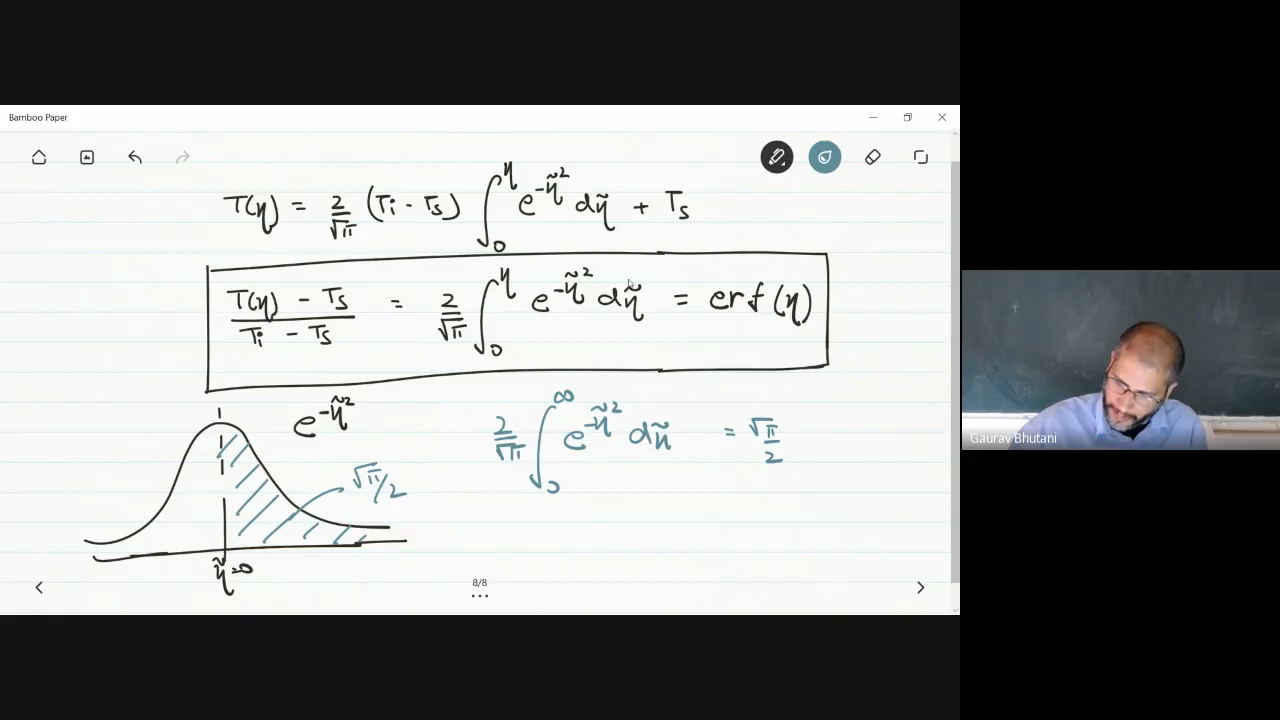 Bamboo Paper
T(η) = 2/√π (Ti - Ts) ∫₀^η e^(-η̃²) dη̃ + Ts
(T(η) - Ts)/(Ti - Ts) = 2/√π ∫₀^η e^(-η̃²) dη̃ = erf(η)
e^(-η̃²)
2/√π ∫₀^∞ e^(-η̃²) dη̃ = √π/2
√π/2
η̃=0
8/8
Gaurav Bhutani